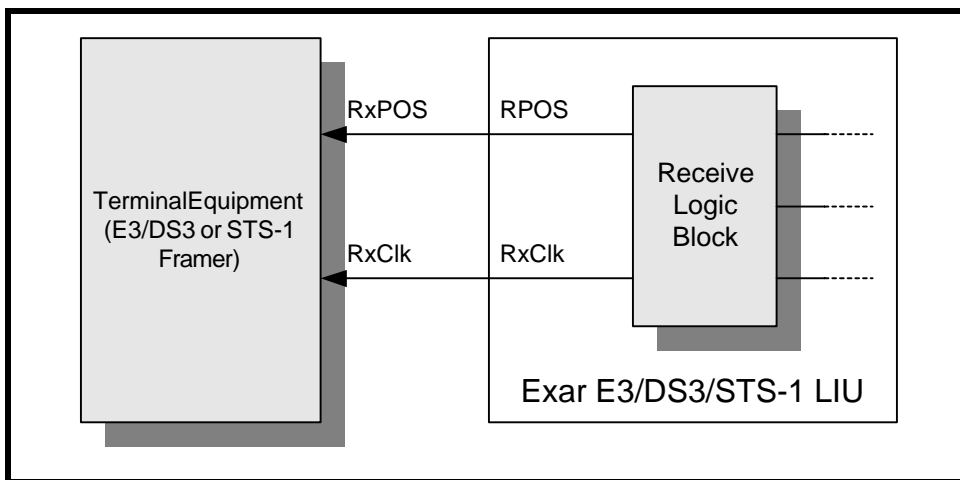 TerminalEquipment
(E3/DS3 or STS-1
Framer)
RxPOS
RPOS
RxClk
RxClk
Receive
Logic
Block
Exar E3/DS3/STS-1 LIU